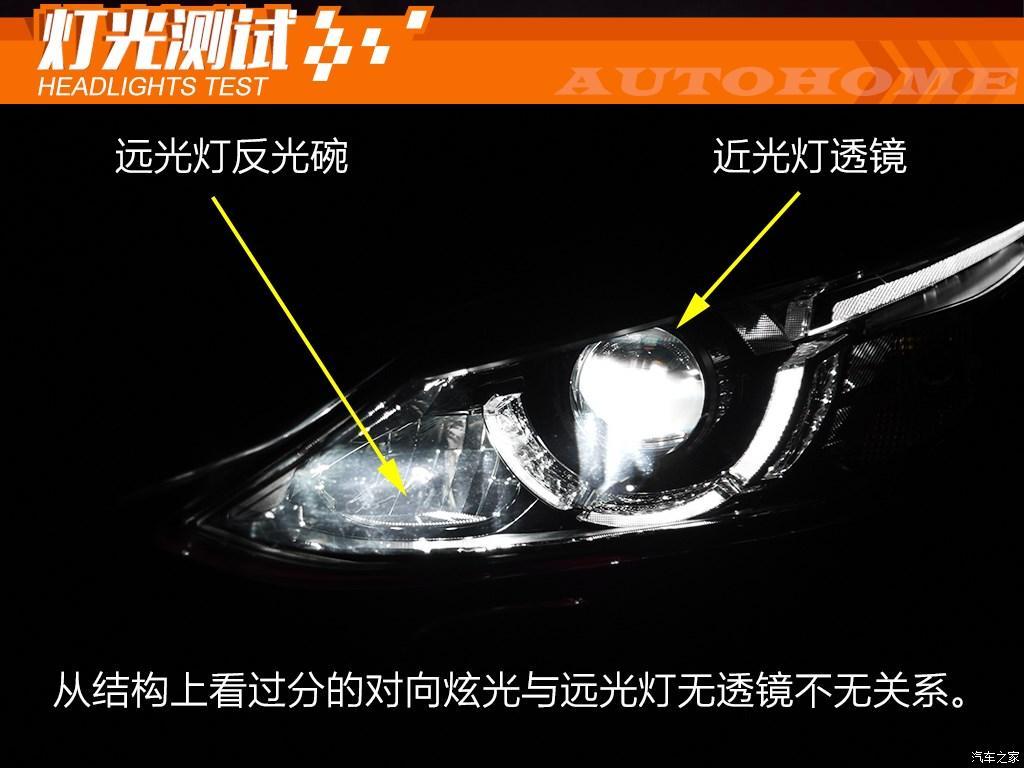 灯光测试
HEADLIGHTS TEST
AUTOHOME
远光灯反光碗
近光灯透镜
从结构上看过分的对向炫光与远光灯无透镜不无关系。
汽车之家